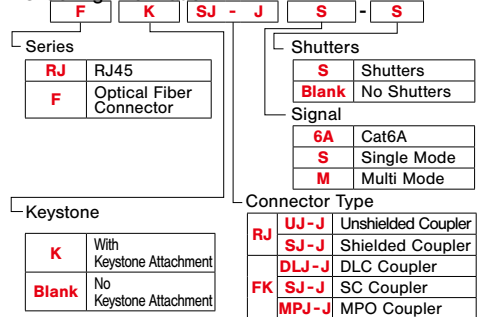 F K SJ - J S - S
Series
RJ RJ45
F Optical Fiber Connector
Shutters
S Shutters
Blank No Shutters
Signal
6A Cat6A
S Single Mode
M Multi Mode
Keystone
K With Keystone Attachment
Blank No Keystone Attachment
Connector Type
RJ UJ-J Unshielded Coupler
SJ-J Shielded Coupler
FK DLJ-J DLC Coupler
SJ-J SC Coupler
MPJ-J MPO Coupler